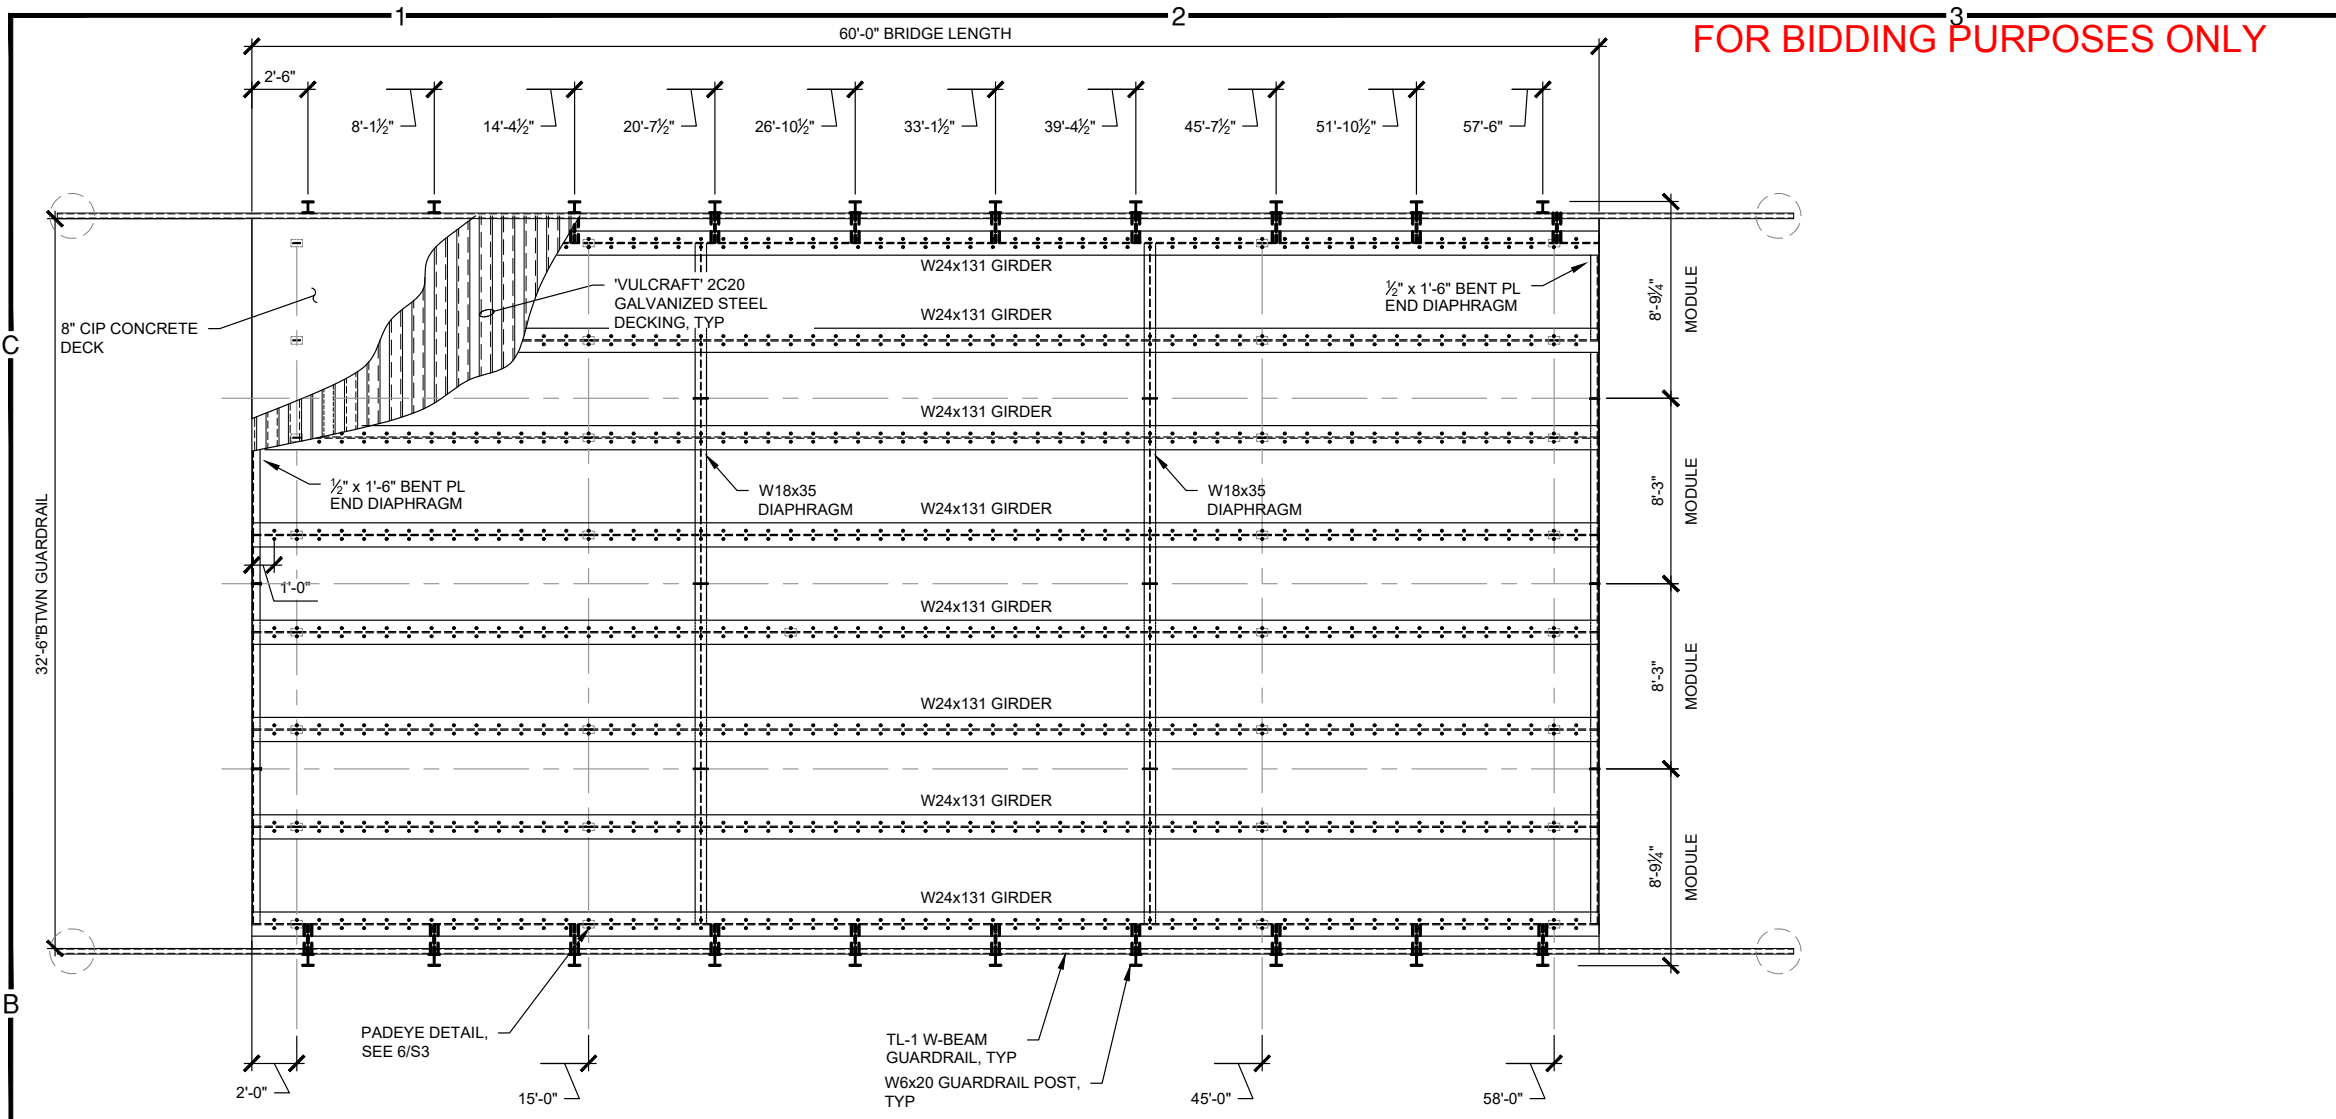 1
2
3
FOR BIDDING PURPOSES ONLY
60'-0" BRIDGE LENGTH
2'-6"
8'-1½"
14'-4½"
20'-7½"
26'-10½"
33'-1½"
39'-4½"
45'-7½"
51'-10½"
57'-6"
W24x131 GIRDER
'VULCRAFT' 2C20
GALVANIZED STEEL
DECKING, TYP
½" x 1'-6" BENT PL
END DIAPHRAGM
8'-9¼"
MODULE
W24x131 GIRDER
8" CIP CONCRETE
DECK
C
W24x131 GIRDER
½" x 1'-6" BENT PL
END DIAPHRAGM
W18x35
DIAPHRAGM
W18x35
DIAPHRAGM
8'-3"
MODULE
W24x131 GIRDER
32'-6"BTWN GUARDRAIL
1'-0"
W24x131 GIRDER
8'-3"
MODULE
W24x131 GIRDER
W24x131 GIRDER
8'-9¼"
MODULE
W24x131 GIRDER
B
PADEYE DETAIL,
SEE 6/S3
TL-1 W-BEAM
GUARDRAIL, TYP
W6x20 GUARDRAIL POST,
TYP
2'-0"
15'-0"
45'-0"
58'-0"